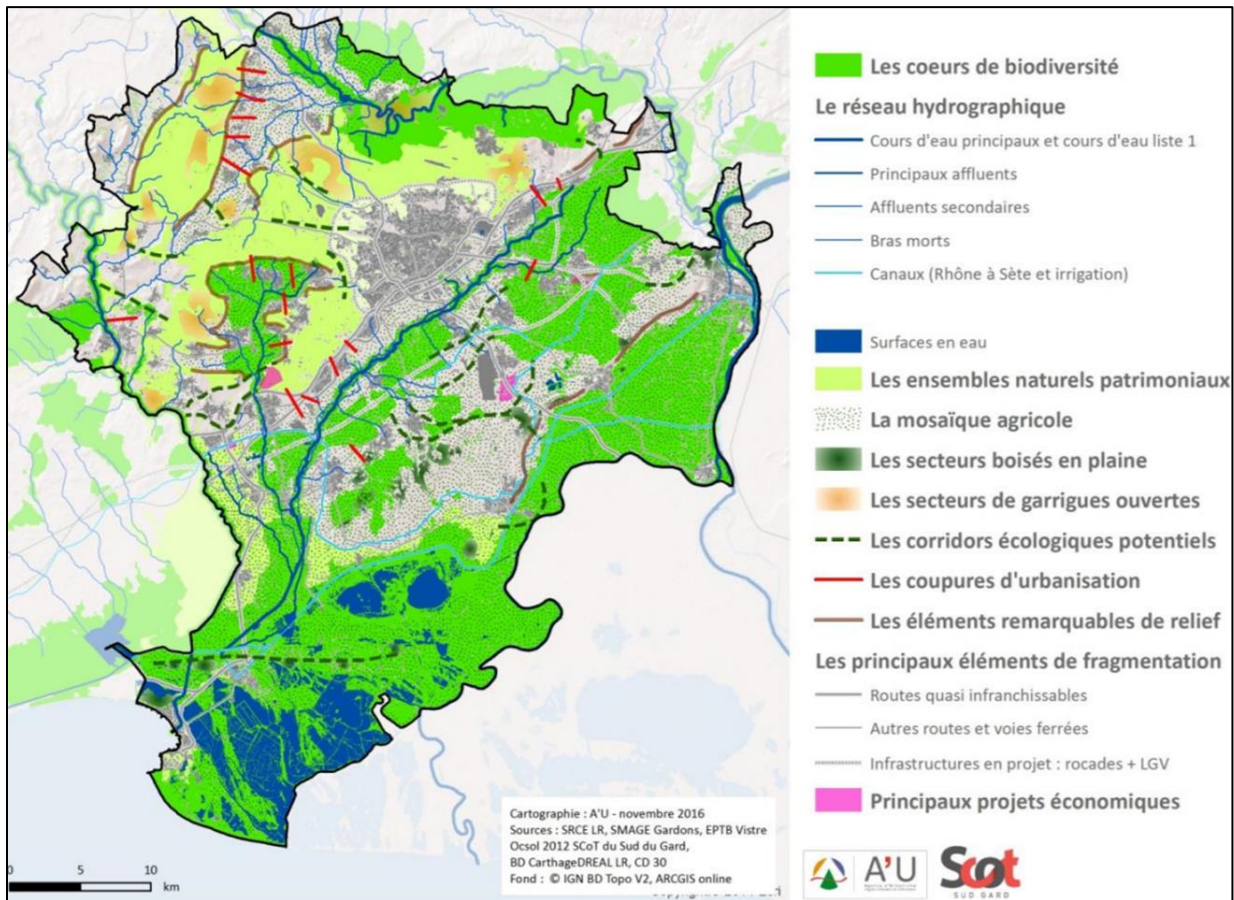 Les coeurs de biodiversité
Le réseau hydrographique
Cours d'eau principaux et cours d'eau liste 1
Principaux affluents
Affluents secondaires
Bras morts
Canaux (Rhône à Sète et irrigation)
Surfaces en eau
Les ensembles naturels patrimoniaux
La mosaïque agricole
Les secteurs boisés en plaine
Les secteurs de garrigues ouvertes
Les corridors écologiques potentiels
Les coupures d'urbanisation
Les éléments remarquables de relief
Les principaux éléments de fragmentation
Routes quasi infranchissables
Autres routes et voies ferrées
Infrastructures en projet : rocades + LGV
Principaux projets économiques
Cartographie : A'U - novembre 2016
Sources : SRCE LR, SMAGE Gardons, EPTB Vistre
Ocsol 2012 SCoT du Sud du Gard,
BD CarthageDREAL LR, CD 30
Fond : © IGN BD Topo V2, ARCGIS online
0 5 10
km
A'U
Scot
SUD GARD